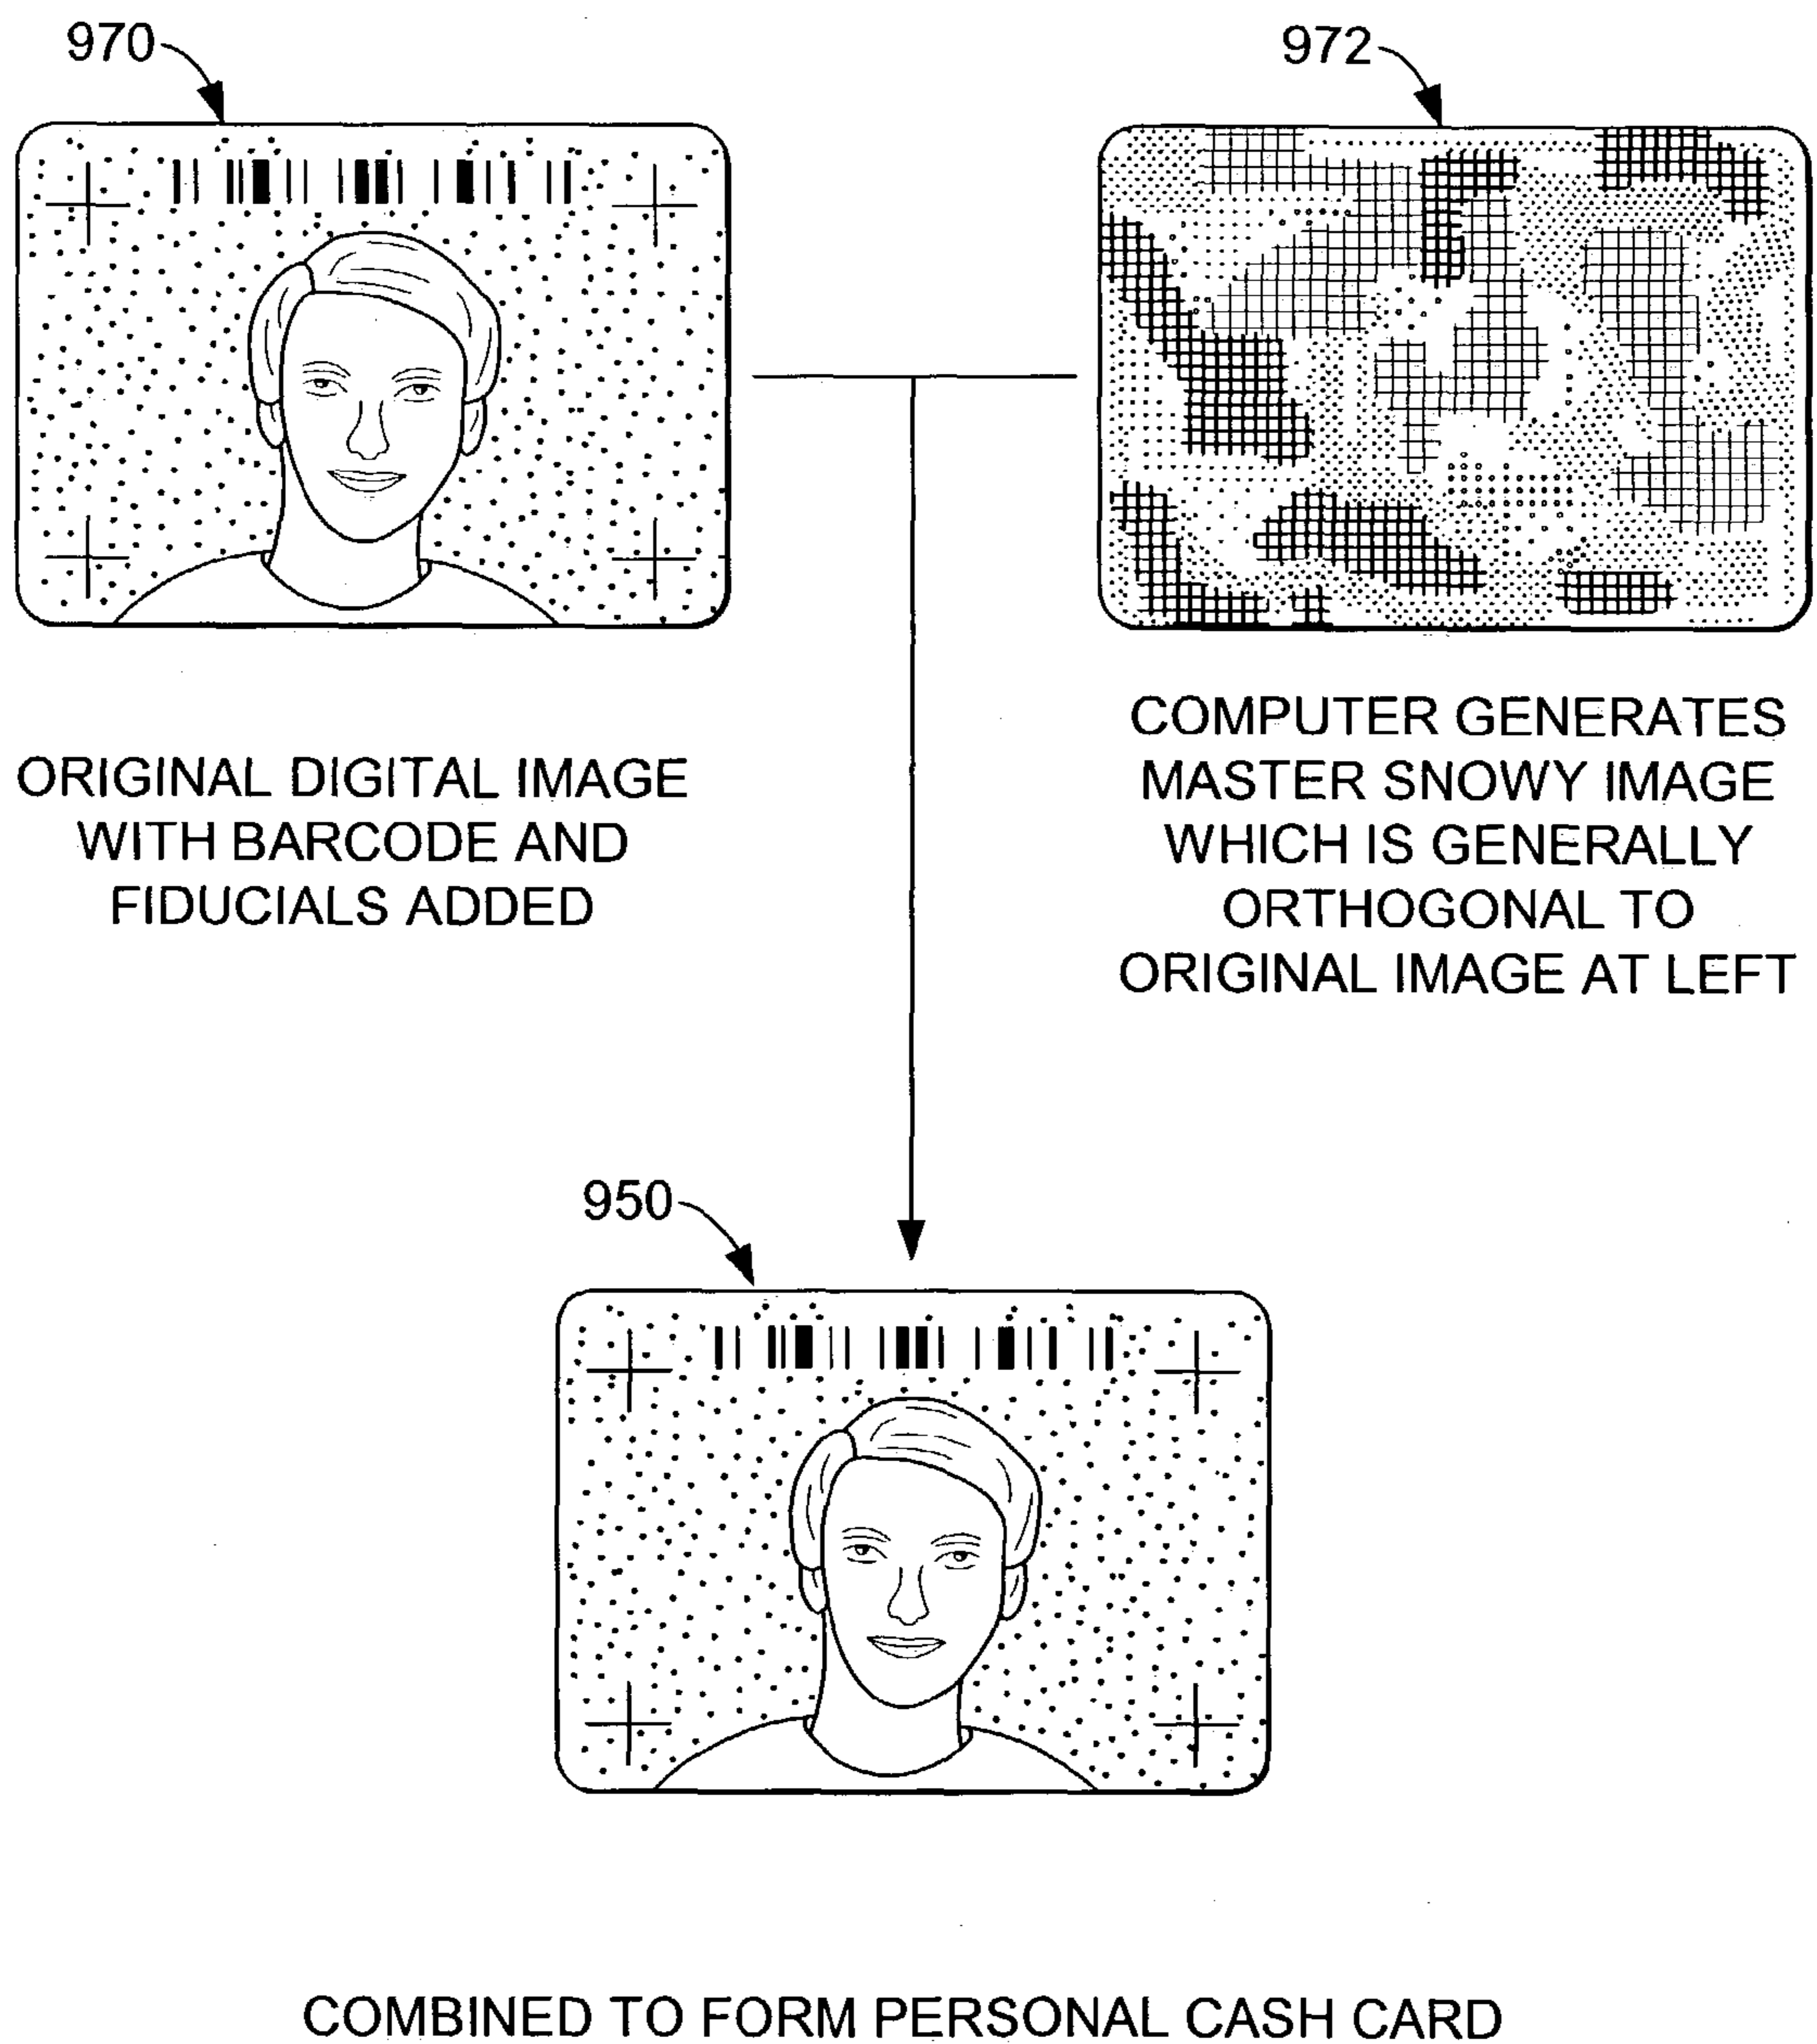 970
972
ORIGINAL DIGITAL IMAGE
WITH BARCODE AND
FIDUCIALS ADDED
COMPUTER GENERATES
MASTER SNOWY IMAGE
WHICH IS GENERALLY
ORTHOGONAL TO
ORIGINAL IMAGE AT LEFT
950
COMBINED TO FORM PERSONAL CASH CARD